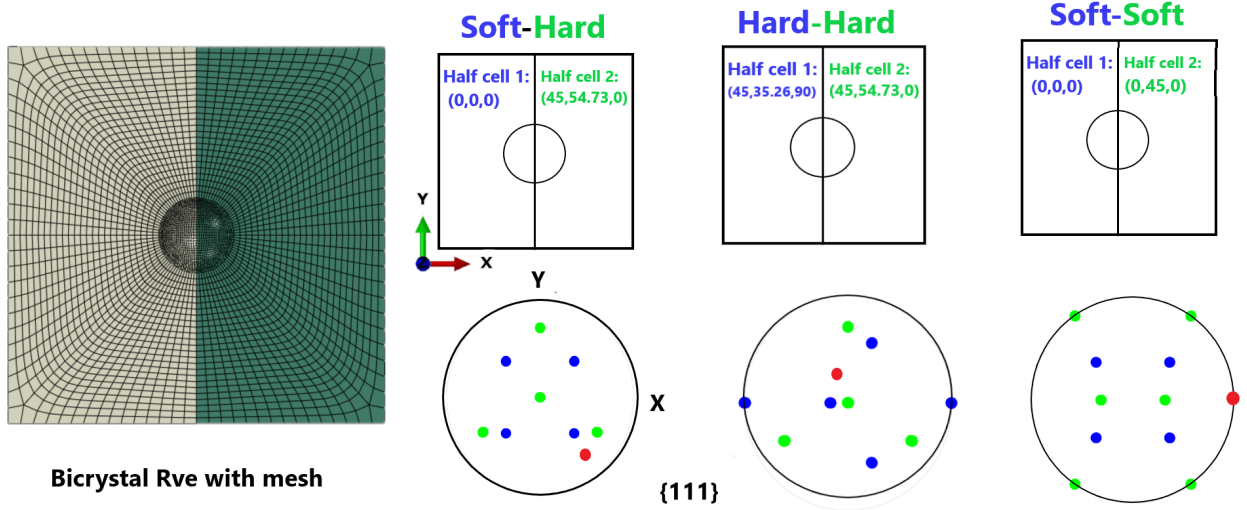 Soft-Hard
Half cell 1:
(0,0,0)
Half cell 2:
(45,54.73,0)
Hard-Hard
Half cell 1:
(45,35.26,90)
Half cell 2:
(45,54.73,0)
Soft-Soft
Half cell 1:
(0,0,0)
Half cell 2:
(0,45,0)
Y
X
Z
Y
X
{111}
Bicrystal Rve with mesh